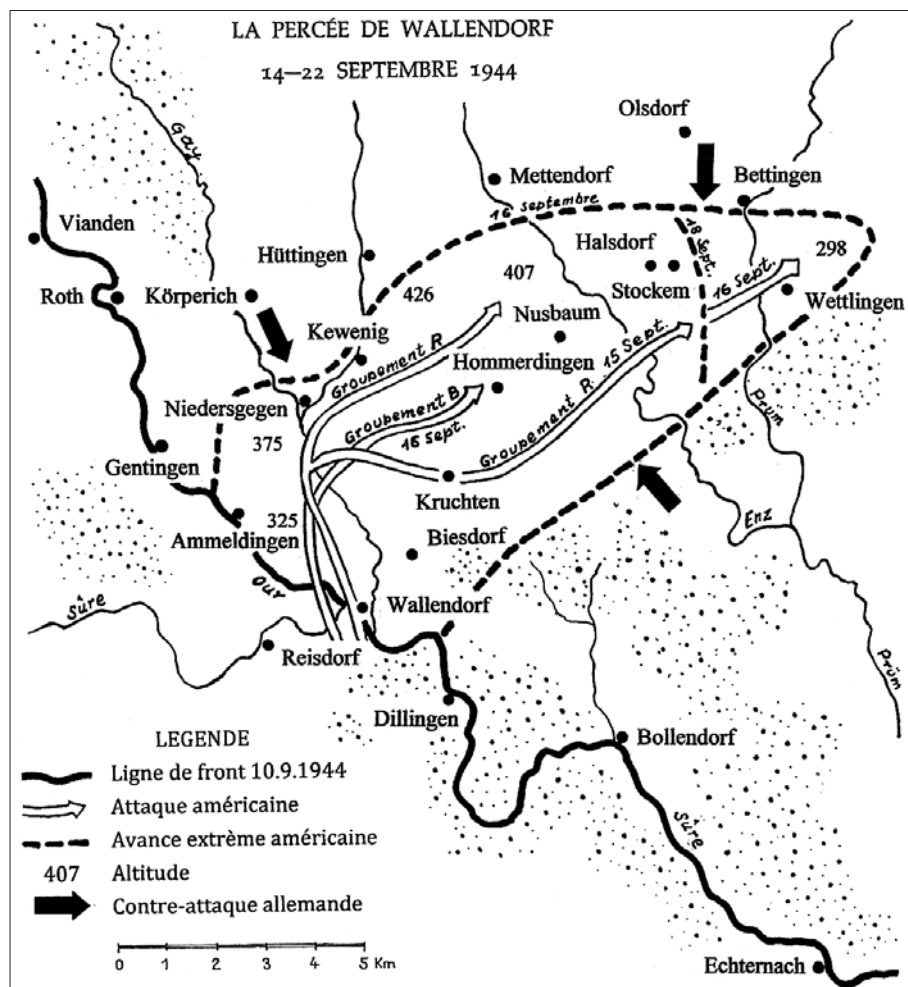 LA PERCÉE DE WALLENDORF
14—22 SEPTEMBRE 1944
Olsdorf
Gay
Mettendorf
Bettingen
16 septembre
Vianden
Hüttingen
Halsdorf
18 Sept.
298
407
Stockem
16 Sept.
Roth
Körperich
426
Wettlingen
Nusbaum
Kewenig
Groupement R
Hommerdingen
Groupement R 15 Sept.
Niedersgegen
Groupement B
16 Sept.
Prüm
375
Gentingen
Kruchten
325
Ammeldingen
Enz
Biesdorf
Our
Wallendorf
Sûre
Reisdorf
Prüm
Dillingen
Bollendorf
LEGENDE
Ligne de front 10.9.1944
Attaque américaine
Avance extrême américaine
407 Altitude
Contre-attaque allemande
Sûre
0 1 2 3 4 5 Km
Echternach